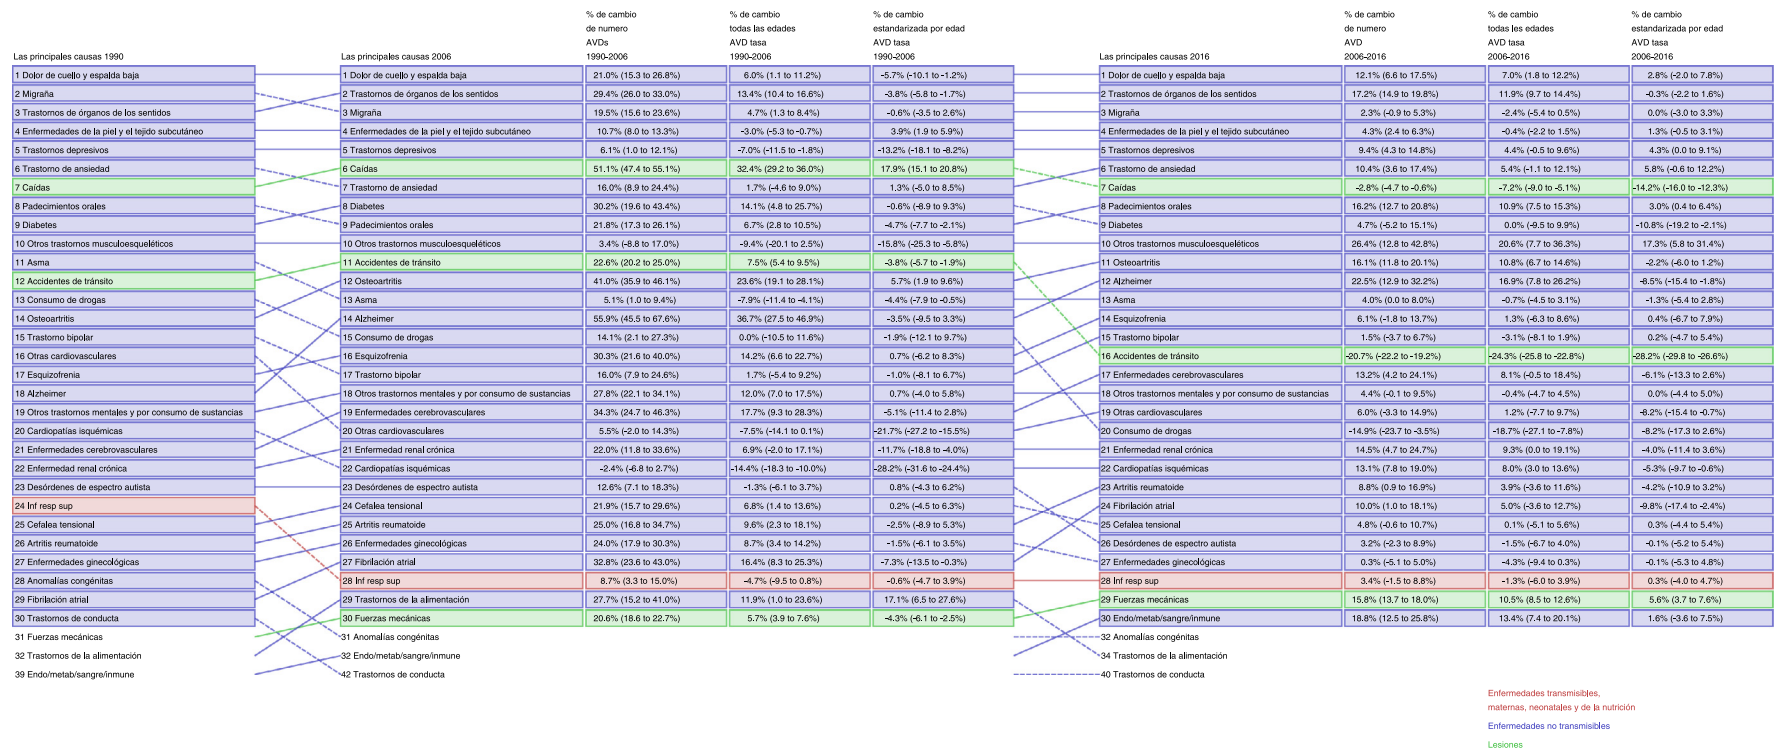 % de cambio % de cambio % de cambio % de cambio % de cambio % de cambio
de numero todas las edades estandarizada por edad de numero todas las edades estandarizada por edad
AVDs AVD tasa AVD tasa AVD AVD tasa AVD tasa
Las principales causas 1990 Las principales causas 2006 1990-2006 1990-2006 1990-2006 Las principales causas 2016 2006-2016 2006-2016 2006-2016
1 Dolor de cuello y espalda baja 1 Dolor de cuello y espalda baja 21.0% (15.3 to 26.8%) 6.0% (1.1 to 11.2%) -5.7% (-10.1 to -1.2%) 1 Dolor de cuello y espalda baja 12.1% (6.6 to 17.5%) 7.0% (1.8 to 12.2%) 2.8% (-2.0 to 7.8%)
2 Migraña 2 Trastornos de órganos de los sentidos 29.4% (26.0 to 33.0%) 13.4% (10.4 to 16.6%) -3.8% (-5.8 to -1.7%) 2 Trastornos de órganos de los sentidos 17.2% (14.9 to 19.8%) 11.9% (9.7 to 14.4%) -0.3% (-2.2 to 1.6%)
3 Trastornos de órganos de los sentidos 3 Migraña 19.5% (15.6 to 23.6%) 4.7% (1.3 to 8.4%) -0.6% (-3.5 to 2.6%) 3 Migraña 2.3% (-0.9 to 5.3%) -2.4% (-5.4 to 0.5%) 0.0% (-3.0 to 3.3%)
4 Enfermedades de la piel y el tejido subcutáneo 4 Enfermedades de la piel y el tejido subcutáneo 10.7% (8.0 to 13.3%) -3.0% (-5.3 to -0.7%) 3.9% (1.9 to 5.9%) 4 Enfermedades de la piel y el tejido subcutáneo 4.3% (2.4 to 6.3%) -0.4% (-2.2 to 1.5%) 1.3% (-0.5 to 3.1%)
5 Trastornos depresivos 5 Trastornos depresivos 6.1% (1.0 to 12.1%) -7.0% (-11.5 to -1.8%) -13.2% (-18.1 to -8.2%) 5 Trastornos depresivos 9.4% (4.3 to 14.8%) 4.4% (-0.5 to 9.6%) 4.3% (0.0 to 9.1%)
6 Trastorno de ansiedad 6 Caídas 51.1% (47.4 to 55.1%) 32.4% (29.2 to 36.0%) 17.9% (15.1 to 20.8%) 6 Trastorno de ansiedad 10.4% (3.6 to 17.4%) 5.4% (-1.1 to 12.1%) 5.8% (-0.6 to 12.2%)
7 Caídas 7 Trastorno de ansiedad 16.0% (8.9 to 24.4%) 1.7% (-4.6 to 9.0%) 1.3% (-5.0 to 8.5%) 7 Caídas -2.8% (-4.7 to -0.6%) -7.2% (-9.0 to -5.1%) -14.2% (-16.0 to -12.3%)
8 Padecimientos orales 8 Diabetes 30.2% (19.6 to 43.4%) 14.1% (4.8 to 25.7%) -0.6% (-8.9 to 9.3%) 8 Padecimientos orales 16.2% (12.7 to 20.8%) 10.9% (7.5 to 15.3%) 3.0% (0.4 to 6.4%)
9 Diabetes 9 Padecimientos orales 21.8% (17.3 to 26.1%) 6.7% (2.8 to 10.5%) -4.7% (-7.7 to -2.1%) 9 Diabetes 4.7% (-5.2 to 15.1%) 0.0% (-9.5 to 9.9%) -10.8% (-19.2 to -2.1%)
10 Otros trastornos musculoesqueléticos 10 Otros trastornos musculoesqueléticos 3.4% (-8.8 to 17.0%) -9.4% (-20.1 to 2.5%) -15.8% (-25.3 to -5.8%) 10 Otros trastornos musculoesqueléticos 26.4% (12.8 to 42.8%) 20.6% (7.7 to 36.3%) 17.3% (5.8 to 31.4%)
11 Asma 11 Accidentes de tránsito 22.6% (20.2 to 25.0%) 7.5% (5.4 to 9.5%) -3.8% (-5.7 to -1.9%) 11 Osteoartritis 16.1% (11.8 to 20.1%) 10.8% (6.7 to 14.6%) -2.2% (-6.0 to 1.2%)
12 Accidentes de tránsito 12 Osteoartritis 41.0% (35.9 to 46.1%) 23.6% (19.1 to 28.1%) 5.7% (1.9 to 9.6%) 12 Alzheimer 22.5% (12.9 to 32.2%) 16.9% (7.8 to 26.2%) -8.5% (-15.4 to -1.8%)
13 Consumo de drogas 13 Asma 5.1% (1.0 to 9.4%) -7.9% (-11.4 to -4.1%) -4.4% (-7.9 to -0.5%) 13 Asma 4.0% (0.0 to 8.0%) -0.7% (-4.5 to 3.1%) -1.3% (-5.4 to 2.8%)
14 Osteoartritis 14 Alzheimer 55.9% (45.5 to 67.6%) 36.7% (27.5 to 46.9%) -3.5% (-9.5 to 3.3%) 14 Esquizofrenia 6.1% (-1.8 to 13.7%) 1.3% (-6.3 to 8.6%) 0.4% (-6.7 to 7.9%)
15 Trastorno bipolar 15 Consumo de drogas 14.1% (2.1 to 27.3%) 0.0% (-10.5 to 11.6%) -1.9% (-12.1 to 9.7%) 15 Trastorno bipolar 1.5% (-3.7 to 6.7%) -3.1% (-8.1 to 1.9%) 0.2% (-4.7 to 5.4%)
16 Otras cardiovasculares 16 Esquizofrenia 30.3% (21.6 to 40.0%) 14.2% (6.6 to 22.7%) 0.7% (-6.2 to 8.3%) 16 Accidentes de tránsito -20.7% (-22.2 to -19.2%) -24.3% (-25.8 to -22.8%) -28.2% (-29.8 to -26.6%)
17 Esquizofrenia 17 Trastorno bipolar 16.0% (7.9 to 24.6%) 1.7% (-5.4 to 9.2%) -1.0% (-8.1 to 6.7%) 17 Enfermedades cerebrovasculares 13.2% (4.2 to 24.1%) 8.1% (-0.5 to 18.4%) -6.1% (-13.3 to 2.6%)
18 Alzheimer 18 Otros trastornos mentales y por consumo de sustancias 27.8% (22.1 to 34.1%) 12.0% (7.0 to 17.5%) 0.7% (-4.0 to 5.8%) 18 Otros trastornos mentales y por consumo de sustancias 4.4% (-0.1 to 9.5%) -0.4% (-4.7 to 4.5%) 0.0% (-4.4 to 5.0%)
19 Otros trastornos mentales y por consumo de sustancias 19 Enfermedades cerebrovasculares 34.3% (24.7 to 46.3%) 17.7% (9.3 to 28.3%) -5.1% (-11.4 to 2.8%) 19 Otras cardiovasculares 6.0% (-3.3 to 14.9%) 1.2% (-7.7 to 9.7%) -8.2% (-15.4 to -0.7%)
20 Cardiopatías isquémicas 20 Otras cardiovasculares 5.5% (-2.0 to 14.3%) -7.5% (-14.1 to 0.1%) -21.7% (-27.2 to -15.5%) 20 Consumo de drogas -14.9% (-23.7 to -3.5%) -18.7% (-27.1 to -7.8%) -8.2% (-17.3 to 2.6%)
21 Enfermedades cerebrovasculares 21 Enfermedad renal crónica 22.0% (11.8 to 33.6%) 6.9% (-2.0 to 17.1%) -11.7% (-18.8 to -4.0%) 21 Enfermedad renal crónica 14.5% (4.7 to 24.7%) 9.3% (0.0 to 19.1%) -4.0% (-11.4 to 3.6%)
22 Enfermedad renal crónica 22 Cardiopatías isquémicas -2.4% (-6.8 to 2.7%) -14.4% (-18.3 to -10.0%) -28.2% (-31.6 to -24.4%) 22 Cardiopatías isquémicas 13.1% (7.8 to 19.0%) 8.0% (3.0 to 13.6%) -5.3% (-9.7 to -0.6%)
23 Desórdenes de espectro autista 23 Desórdenes de espectro autista 12.6% (7.1 to 18.3%) -1.3% (-6.1 to 3.7%) 0.8% (-4.3 to 6.2%) 23 Artritis reumatoide 8.8% (0.9 to 16.9%) 3.9% (-3.6 to 11.6%) -4.2% (-10.9 to 3.2%)
24 Inf resp sup 24 Cefalea tensional 21.9% (15.7 to 29.6%) 6.8% (1.4 to 13.6%) 0.2% (-4.5 to 6.3%) 24 Fibrilación atrial 10.0% (1.0 to 18.1%) 5.0% (-3.6 to 12.7%) -9.8% (-17.4 to -2.4%)
25 Cefalea tensional 25 Artritis reumatoide 25.0% (16.8 to 34.7%) 9.6% (2.3 to 18.1%) -2.5% (-8.9 to 5.3%) 25 Cefalea tensional 4.8% (-0.6 to 10.7%) 0.1% (-5.1 to 5.6%) 0.3% (-4.4 to 5.4%)
26 Artritis reumatoide 26 Enfermedades ginecológicas 24.0% (17.9 to 30.3%) 8.7% (3.4 to 14.2%) -1.5% (-6.1 to 3.5%) 26 Desórdenes de espectro autista 3.2% (-2.3 to 8.9%) -1.5% (-6.7 to 4.0%) -0.1% (-5.2 to 5.4%)
27 Enfermedades ginecológicas 27 Fibrilación atrial 32.8% (23.6 to 43.0%) 16.4% (8.3 to 25.3%) -7.3% (-13.5 to -0.3%) 27 Enfermedades ginecológicas 0.3% (-5.1 to 5.0%) -4.3% (-9.4 to 0.3%) -0.1% (-5.3 to 4.8%)
28 Anomalías congénitas 28 Inf resp sup 8.7% (3.3 to 15.0%) -4.7% (-9.5 to 0.8%) -0.6% (-4.7 to 3.9%) 28 Inf resp sup 3.4% (-1.5 to 8.8%) -1.3% (-6.0 to 3.9%) 0.3% (-4.0 to 4.7%)
29 Fibrilación atrial 29 Trastornos de la alimentación 27.7% (15.2 to 41.0%) 11.9% (1.0 to 23.6%) 17.1% (6.5 to 27.6%) 29 Fuerzas mecánicas 15.8% (13.7 to 18.0%) 10.5% (8.5 to 12.6%) 5.6% (3.7 to 7.6%)
30 Trastornos de conducta 30 Fuerzas mecánicas 20.6% (18.6 to 22.7%) 5.7% (3.9 to 7.6%) -4.3% (-6.1 to -2.5%) 30 Endo/metab/sangre/inmune 18.8% (12.5 to 25.8%) 13.4% (7.4 to 20.1%) 1.6% (-3.6 to 7.5%)
31 Fuerzas mecánicas 31 Anomalías congénitas 32 Anomalías congénitas
32 Trastornos de la alimentación 32 Endo/metab/sangre/inmune 34 Trastornos de la alimentación
39 Endo/metab/sangre/inmune 42 Trastornos de conducta 40 Trastornos de conducta
Enfermedades transmisibles,
maternas, neonatales y de la nutrición
Enfermedades no transmisibles
Lesiones